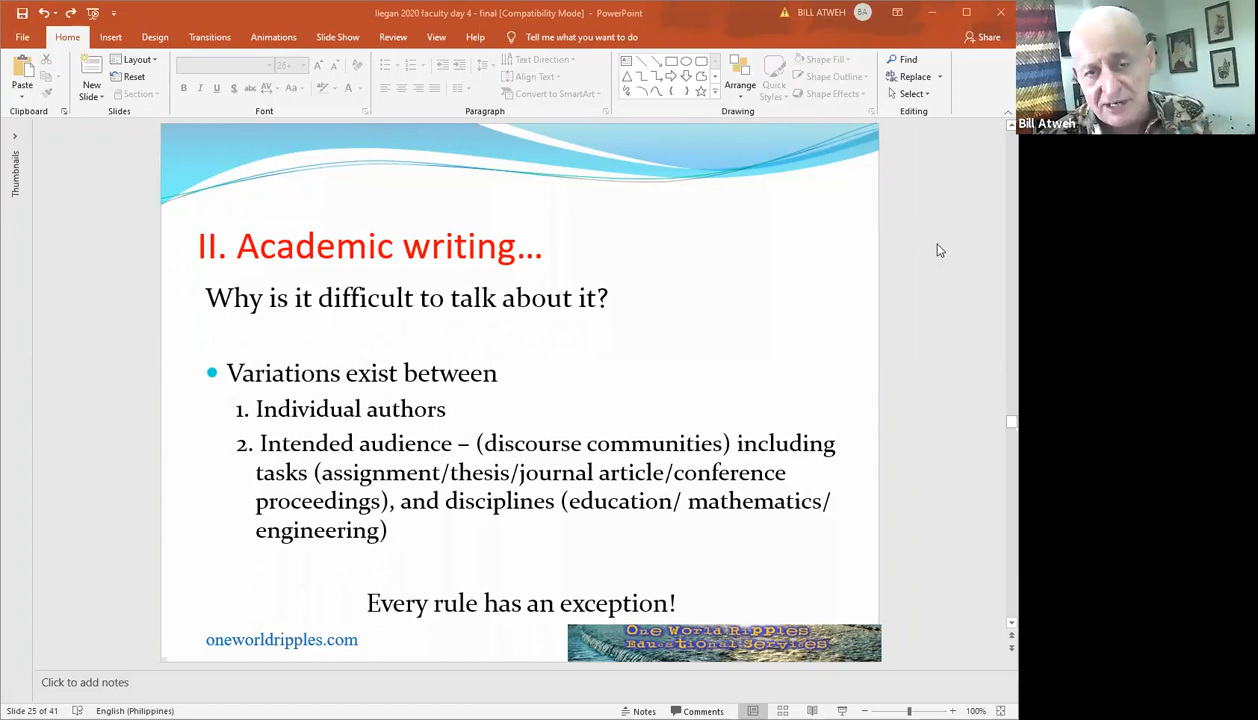 Ilegan 2020 faculty day 4 - final [Compatibility Mode] - PowerPoint
BILL ATWEH
BA
File
Home
Insert
Design
Transitions
Animations
Slide Show
Review
View
Help
Tell me what you want to do
Share
Paste
Clipboard
New
Slide
Layout
Reset
Section
Slides
26+
B
I
U
S
Aa
A
Font
Text Direction
Align Text
Convert to SmartArt
Paragraph
Arrange
Quick
Styles
Shape Fill
Shape Outline
Shape Effects
Drawing
Find
Replace
Select
Editing
Bill Atweh
Thumbnails
II. Academic writing...
Why is it difficult to talk about it?
Variations exist between
1. Individual authors
2. Intended audience – (discourse communities) including
tasks (assignment/thesis/journal article/conference
proceedings), and disciplines (education/ mathematics/
engineering)
Every rule has an exception!
oneworldripples.com
One World Ripples
Educational Services
Click to add notes
Slide 25 of 41
English (Philippines)
Notes
Comments
100%